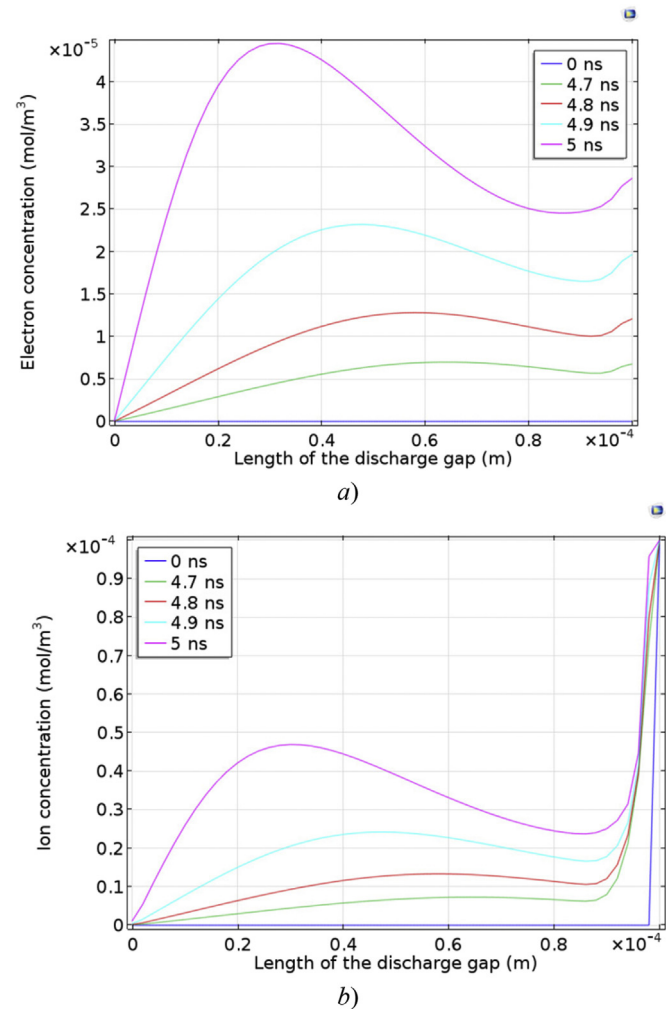 ×10⁻⁵
4.5
4
3.5
3
2.5
2
1.5
1
0.5
0
Electron concentration (mol/m³)
0 ns
4.7 ns
4.8 ns
4.9 ns
5 ns
0 0.2 0.4 0.6 0.8 ×10⁻⁴
Length of the discharge gap (m)
a)
×10⁻⁴
0.9
0.8
0.7
0.6
0.5
0.4
0.3
0.2
0.1
0
Ion concentration (mol/m³)
0 ns
4.7 ns
4.8 ns
4.9 ns
5 ns
0 0.2 0.4 0.6 0.8 ×10⁻⁴
Length of the discharge gap (m)
b)